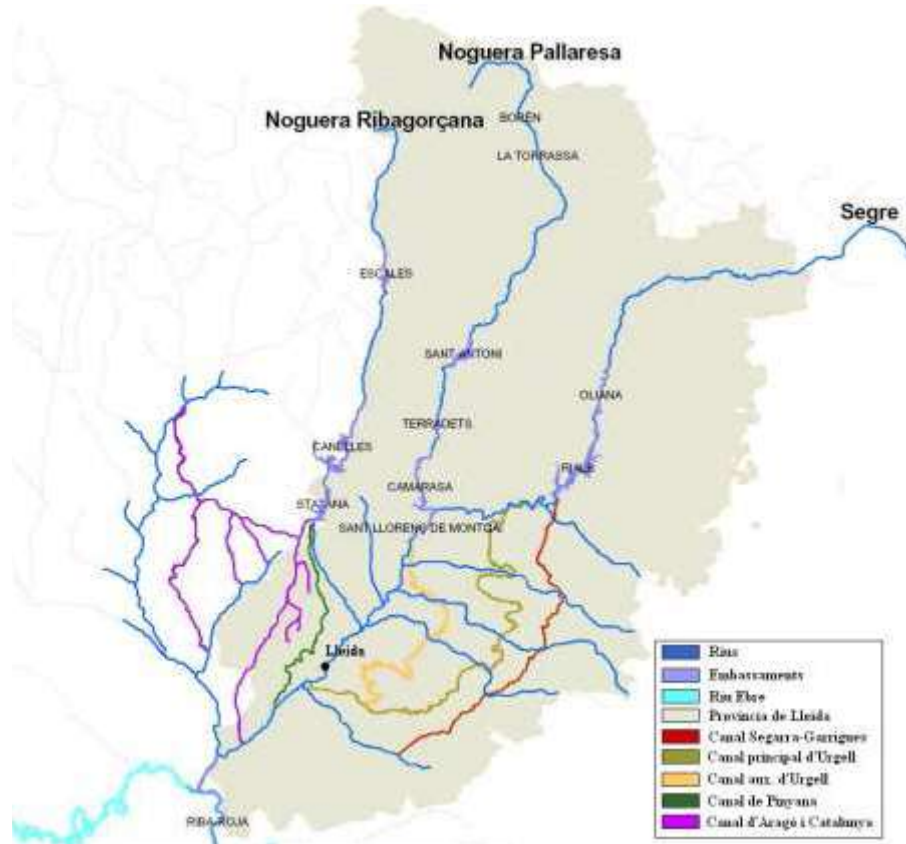 Noguera Pallaresa
Noguera Ribagorçana
BORÉN
LA TORRASSA
Segre
ESCALES
SANT ANTONI
OLIANA
TERRADETS
CANELLES
RIALB
CAMARASA
STA ANA
SANT LLORENÇ DE MONTGAI
Lleida
RIBA-ROJA
Rius
Embassaments
Riu Ebre
Província de Lleida
Canal Segarra-Garrigues
Canal principal d'Urgell
Canal aux. d'Urgell
Canal de Pinyana
Canal d'Aragó i Catalunya